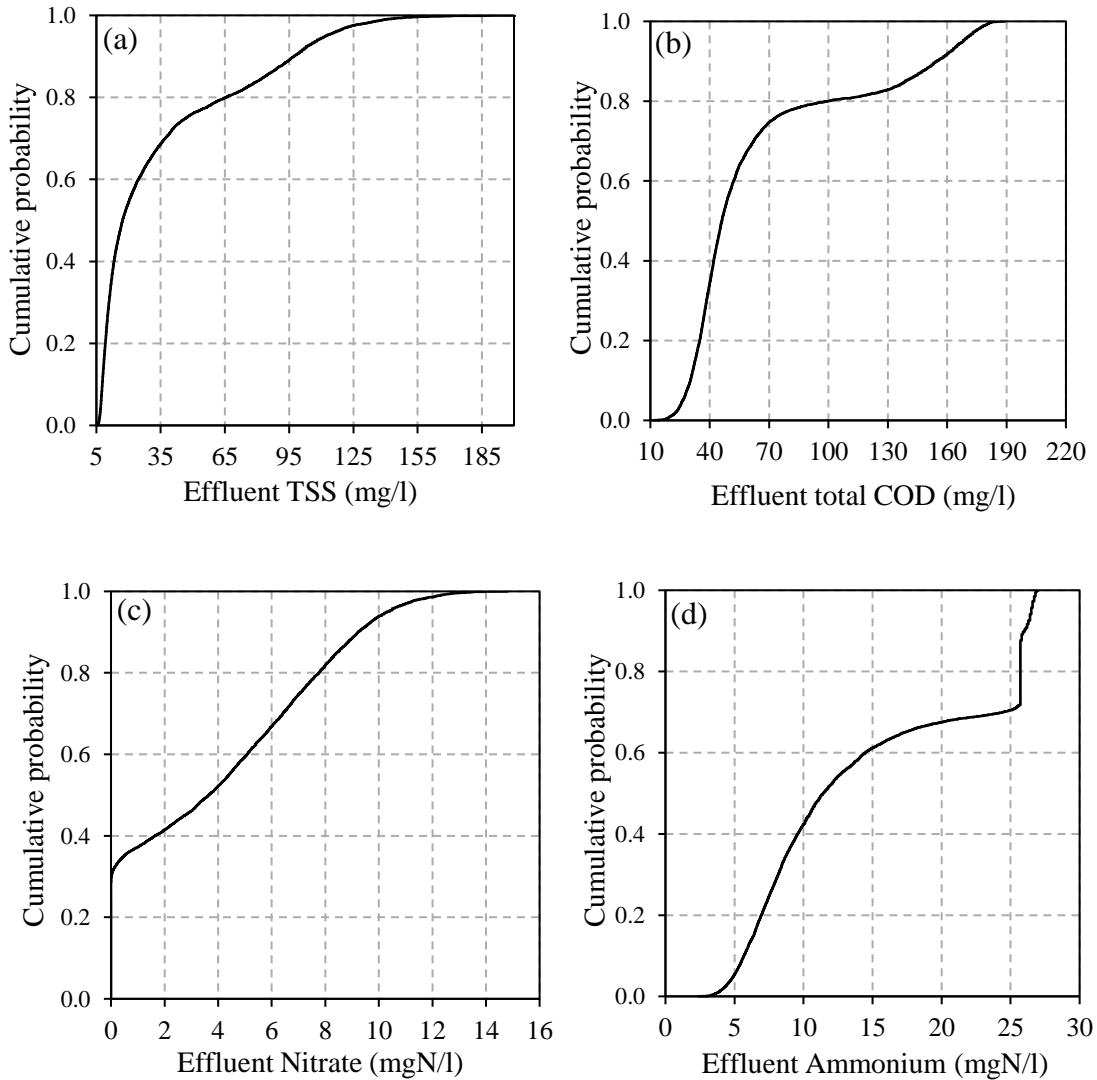 (a)
Cumulative probability
1.0
0.8
0.6
0.4
0.2
0.0
5 35 65 95 125 155 185
Effluent TSS (mg/l)
(b)
Cumulative probability
1.0
0.8
0.6
0.4
0.2
0.0
10 40 70 100 130 160 190 220
Effluent total COD (mg/l)
(c)
Cumulative probability
1.0
0.8
0.6
0.4
0.2
0.0
0 2 4 6 8 10 12 14 16
Effluent Nitrate (mgN/l)
(d)
Cumulative probability
1.0
0.8
0.6
0.4
0.2
0.0
0 5 10 15 20 25 30
Effluent Ammonium (mgN/l)